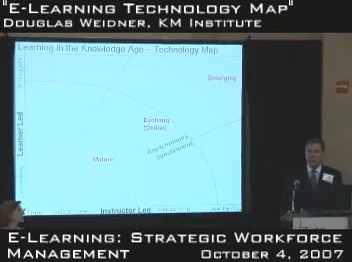 "E-Learning Technology Map"
Douglas Weidner, KM Institute
Learning in the Knowledge Age – Technology Map
Emerging
Evolving
(Online)
Asynchronous
Synchronous
Mature
Learner Led
Instructor Led
E-Learning: Strategic Workforce
Management October 4, 2007